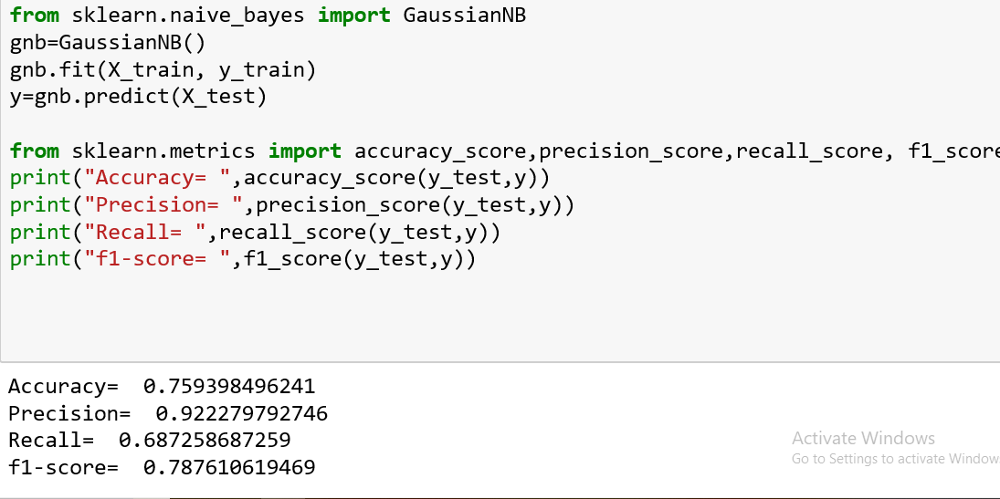 from sklearn.naive_bayes import GaussianNB
gnb=GaussianNB()
gnb.fit(X_train, y_train)
y=gnb.predict(X_test)
from sklearn.metrics import accuracy_score,precision_score,recall_score, f1_score
print("Accuracy= ",accuracy_score(y_test,y))
print("Precision= ",precision_score(y_test,y))
print("Recall= ",recall_score(y_test,y))
print("f1-score= ",f1_score(y_test,y))
Accuracy=  0.759398496241
Precision=  0.922279792746
Recall=  0.687258687259
f1-score=  0.787610619469
Activate Windows
Go to Settings to activate Window